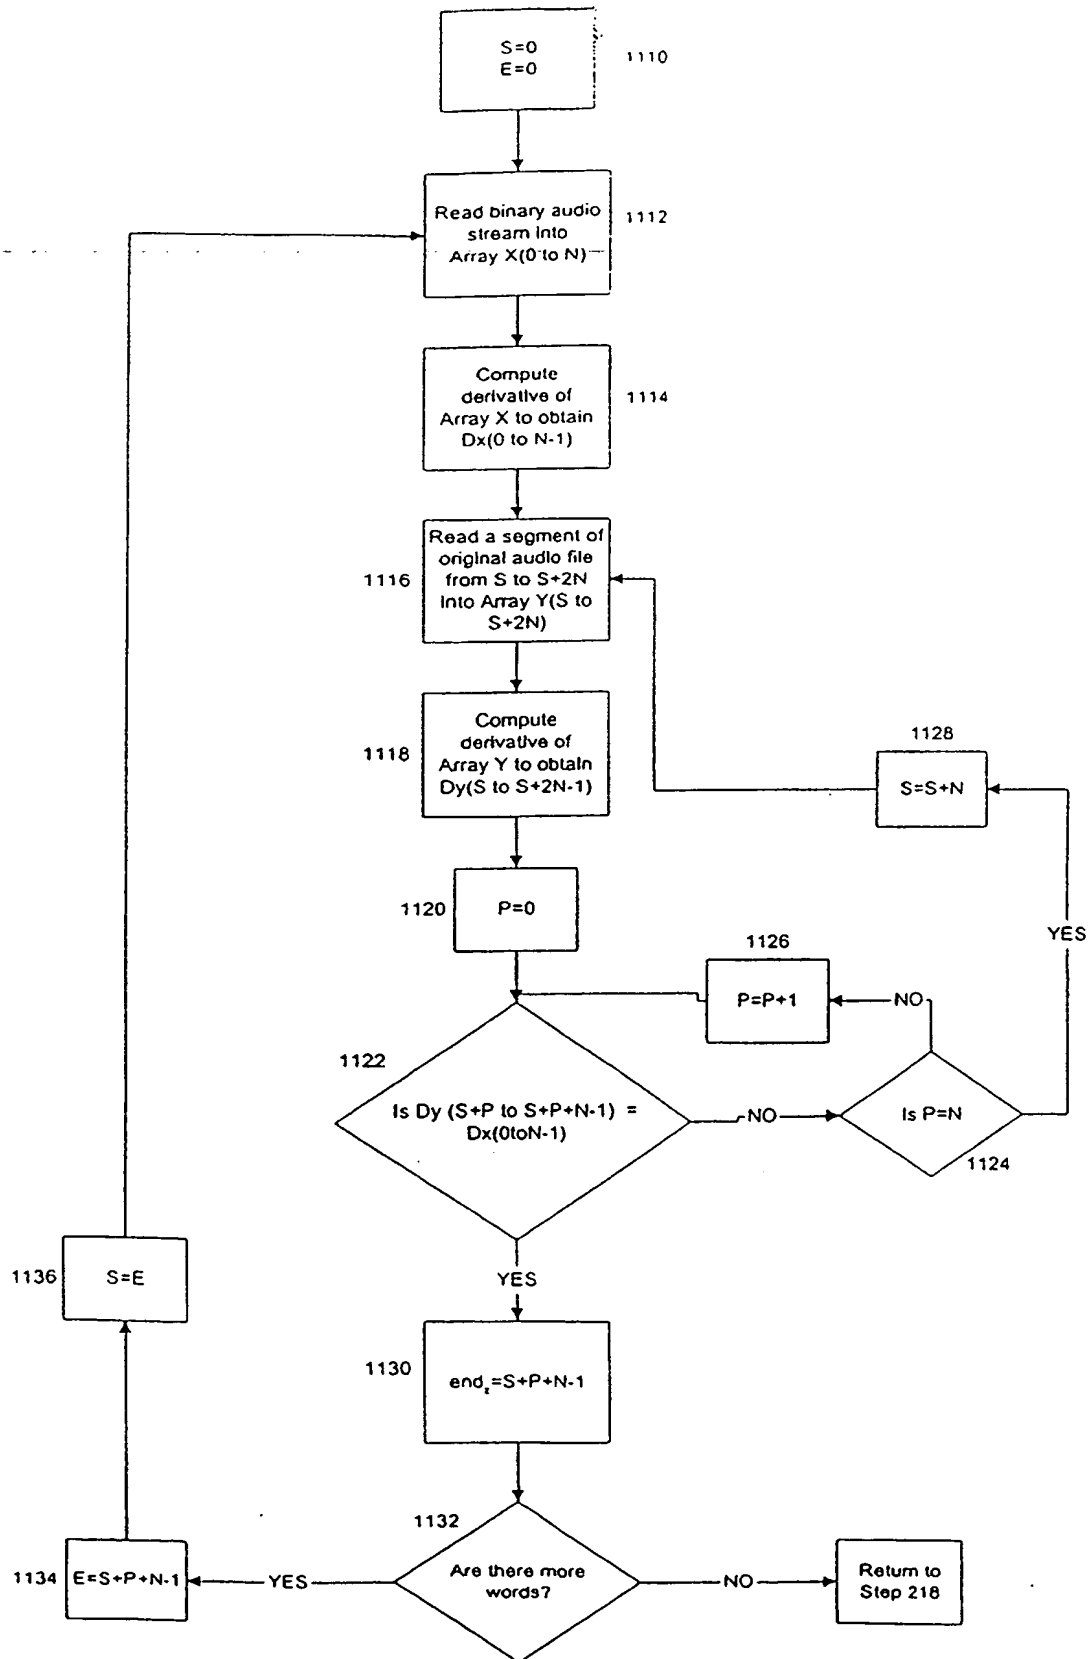 S=0
E=0
1110
Read binary audio
stream into
Array X(0 to N)
1112
Compute
derivative of
Array X to obtain
Dx(0 to N-1)
1114
Read a segment of
original audio file
from S to S+2N
into Array Y(S to
S+2N)
1116
Compute
derivative of
Array Y to obtain
Dy(S to S+2N-1)
1118
1128
S=S+N
1120
P=0
YES
1126
P=P+1
NO
1122
Is Dy (S+P to S+P+N-1) =
Dx(0toN-1)
NO
Is P=N
1124
YES
1136
S=E
1130
endz=S+P+N-1
1132
Are there more
words?
YES
1134
E=S+P+N-1
NO
Return to
Step 218